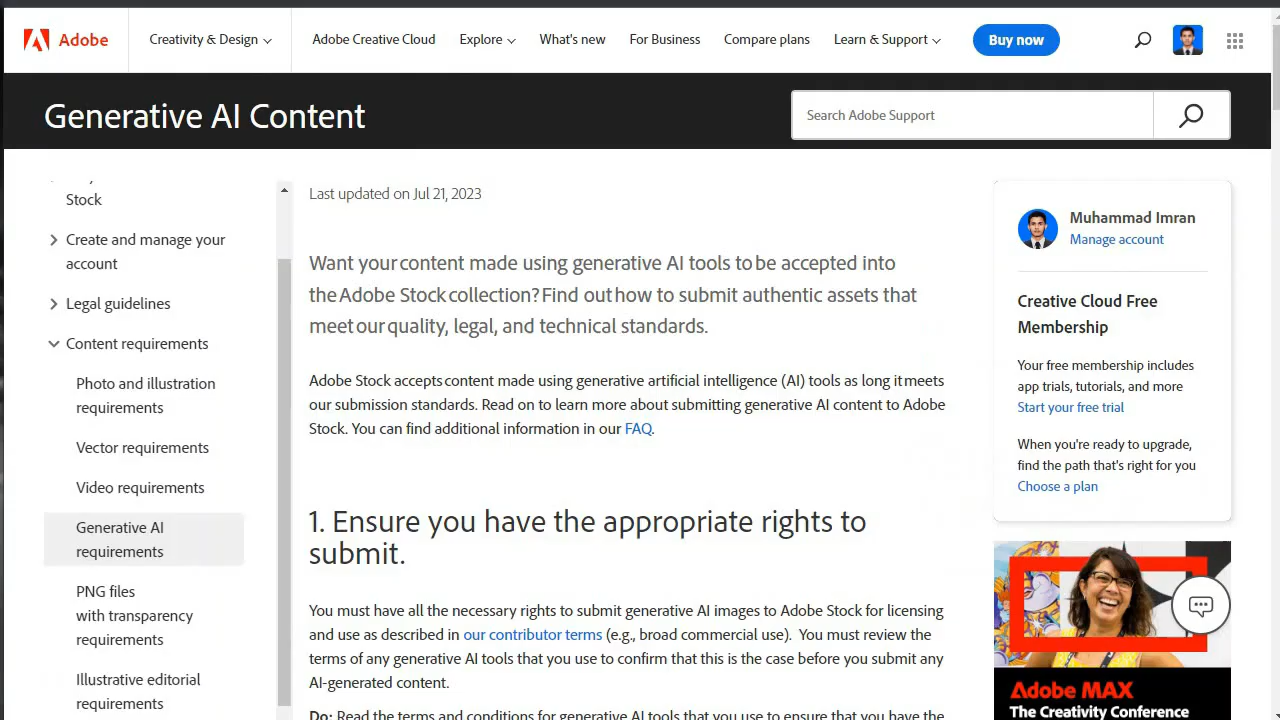 Adobe
Creativity & Design
Adobe Creative Cloud
Explore
What's new
For Business
Compare plans
Learn & Support
Buy now
Generative AI Content
Search Adobe Support
Stock
Create and manage your
account
Legal guidelines
Content requirements
Photo and illustration
requirements
Vector requirements
Video requirements
Generative AI
requirements
PNG files
with transparency
requirements
Illustrative editorial
requirements
Last updated on Jul 21, 2023
Want your content made using generative AI tools to be accepted into
the Adobe Stock collection? Find out how to submit authentic assets that
meet our quality, legal, and technical standards.
Adobe Stock accepts content made using generative artificial intelligence (AI) tools as long it meets
our submission standards. Read on to learn more about submitting generative AI content to Adobe
Stock. You can find additional information in our FAQ.
1. Ensure you have the appropriate rights to
submit.
You must have all the necessary rights to submit generative AI images to Adobe Stock for licensing
and use as described in our contributor terms (e.g., broad commercial use). You must review the
terms of any generative AI tools that you use to confirm that this is the case before you submit any
AI-generated content.
Do: Read the terms and conditions for generative AI tools that you use to ensure that you have the
Muhammad Imran
Manage account
Creative Cloud Free
Membership
Your free membership includes
app trials, tutorials, and more
Start your free trial
When you're ready to upgrade,
find the path that's right for you
Choose a plan
Adobe MAX
The Creativity Conference